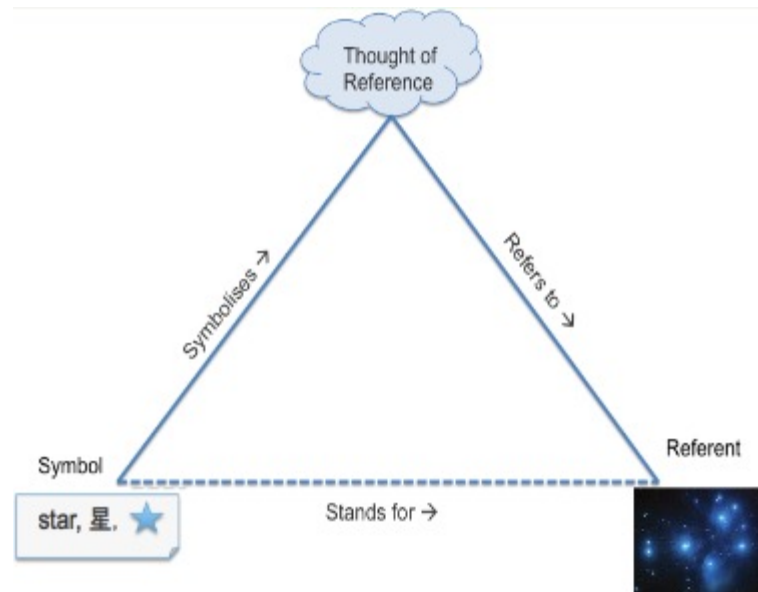 Thought of
Reference
Symbolises →
Refers to →
Symbol
Referent
star, 星.
Stands for →